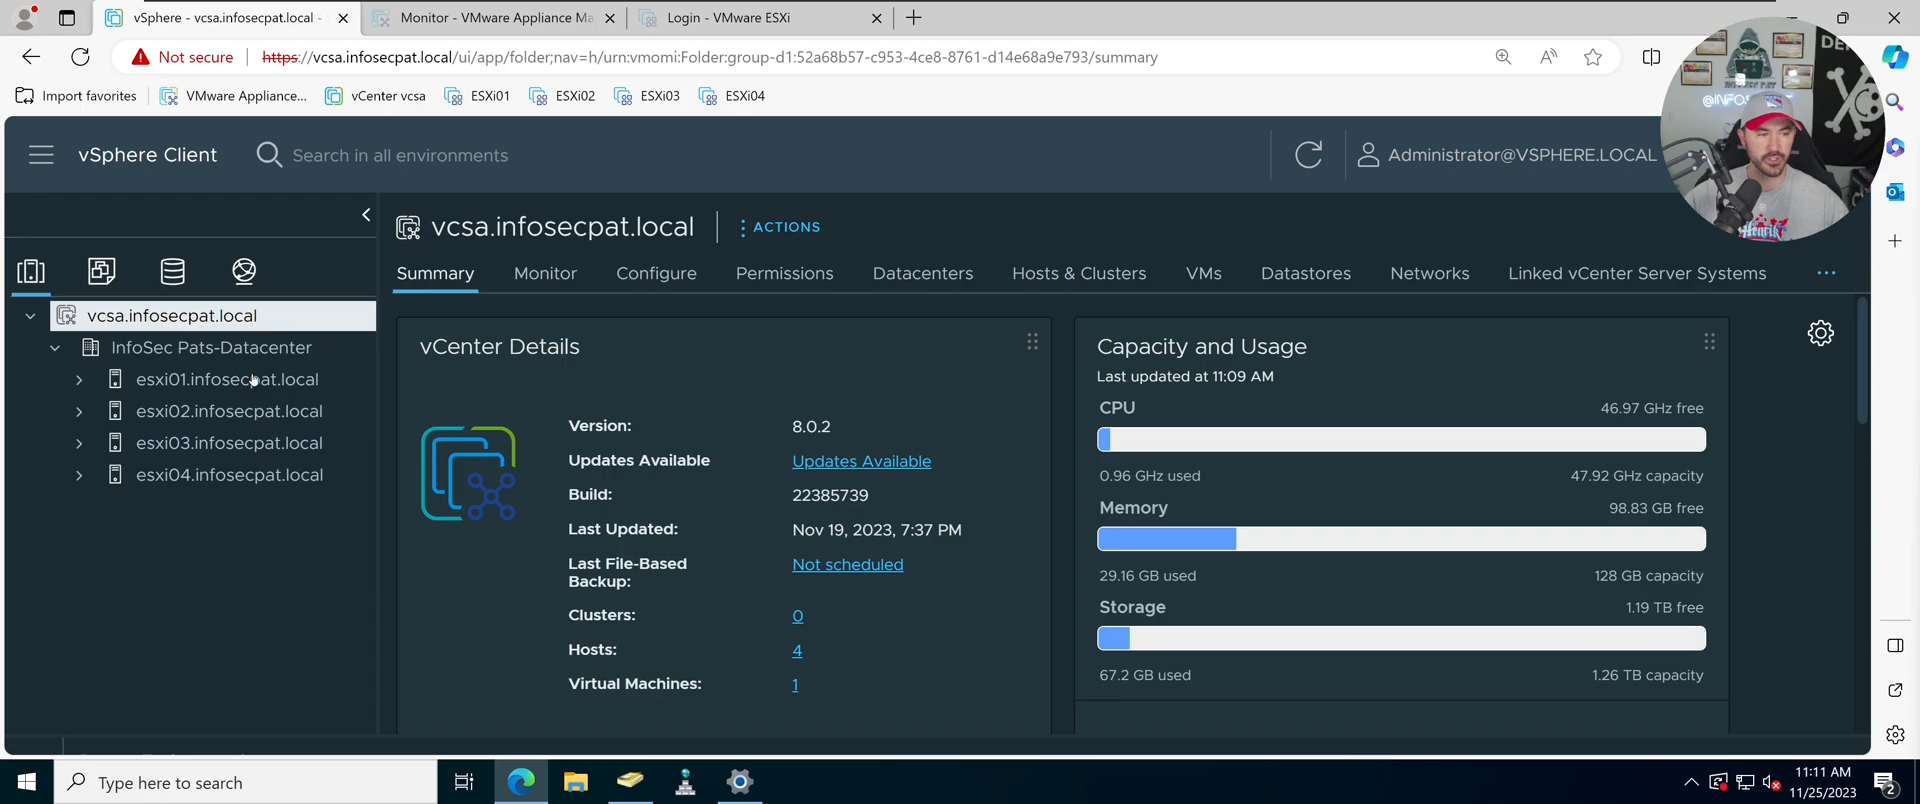 vSphere - vcsa.infosecpat.local -
Monitor - VMware Appliance Ma
Login - VMware ESXi
Not secure
https://vcsa.infosecpat.local/ui/app/folder;nav=h/urn:vmomi:Folder:group-d1:52a68b57-c953-4ce8-8761-d14e68a9e793/summary
Import favorites
VMware Appliance...
vCenter vcsa
ESXi01
ESXi02
ESXi03
ESXi04
vSphere Client
Search in all environments
Administrator@VSPHERE.LOCAL
vcsa.infosecpat.local
InfoSec Pats-Datacenter
esxi01.infosecpat.local
esxi02.infosecpat.local
esxi03.infosecpat.local
esxi04.infosecpat.local
vcsa.infosecpat.local
ACTIONS
Summary
Monitor
Configure
Permissions
Datacenters
Hosts & Clusters
VMs
Datastores
Networks
Linked vCenter Server Systems
...
vCenter Details
Version: 8.0.2
Updates Available Updates Available
Build: 22385739
Last Updated: Nov 19, 2023, 7:37 PM
Last File-Based Not scheduled
Backup:
Clusters: 0
Hosts: 4
Virtual Machines: 1
Capacity and Usage
Last updated at 11:09 AM
CPU 46.97 GHz free
0.96 GHz used 47.92 GHz capacity
Memory 98.83 GB free
29.16 GB used 128 GB capacity
Storage 1.19 TB free
67.2 GB used 1.26 TB capacity
Type here to search
11:11 AM
11/25/2023
2